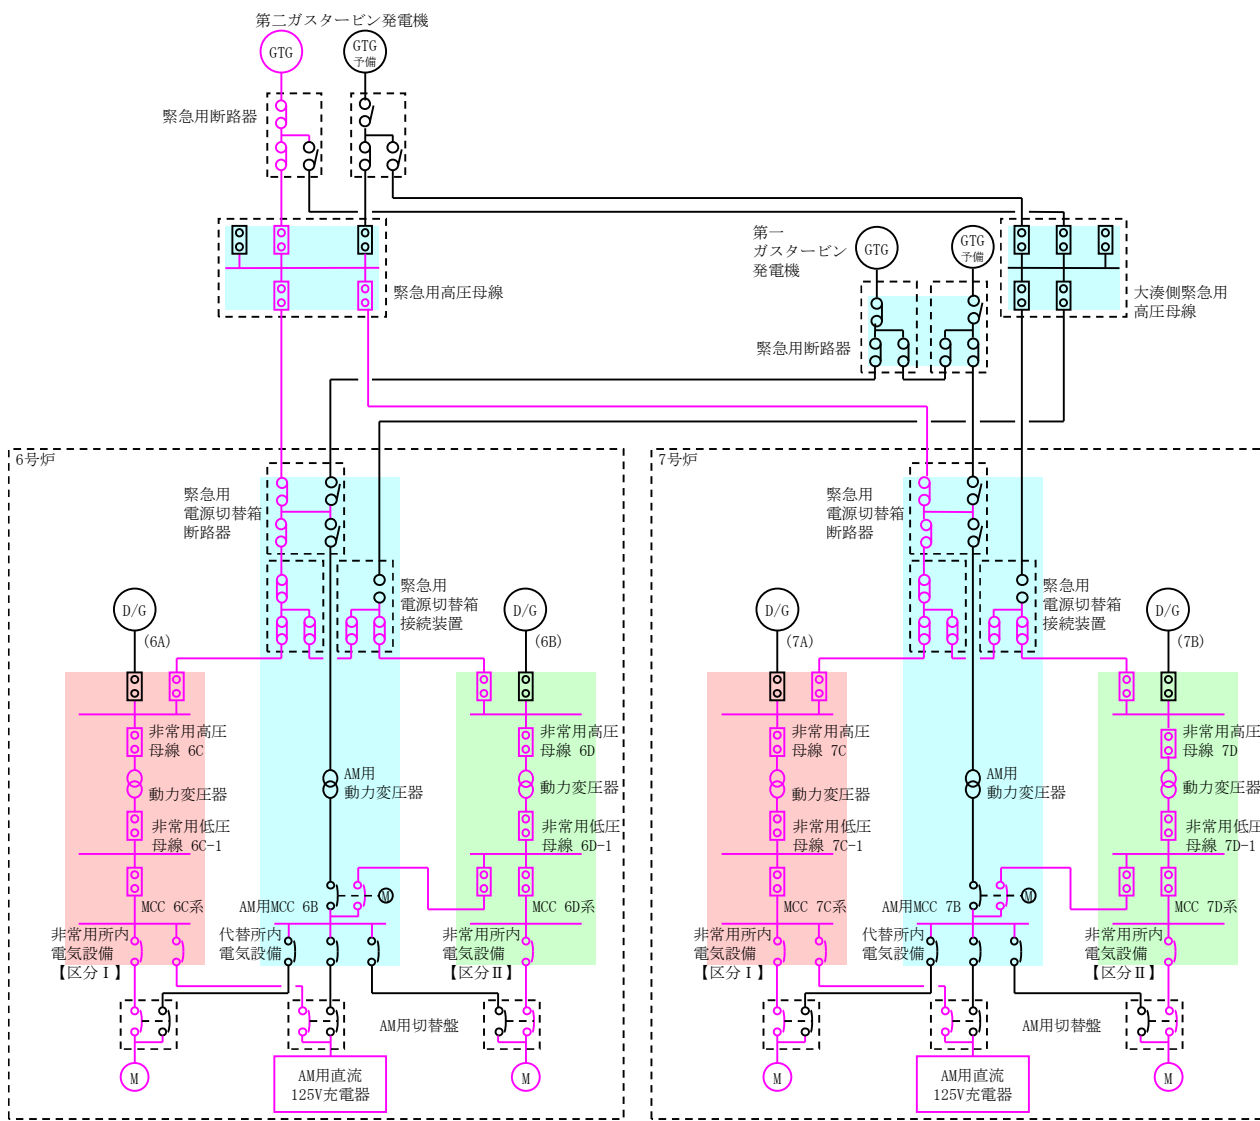 第二ガスタービン発電機
GTG
GTG
予備
緊急用断路器
緊急用高圧母線
第一
ガスタービン
発電機
GTG
GTG
予備
緊急用断路器
大湊側緊急用
高圧母線
6号炉
緊急用
電源切替箱
断路器
緊急用
電源切替箱
接続装置
D/G
(6A)
D/G
(6B)
非常用高圧
母線 6C
動力変圧器
非常用低圧
母線 6C-1
MCC 6C系
非常用所内
電気設備
【区分Ⅰ】
AM用
動力変圧器
AM用MCC 6B
M
代替所内
電気設備
非常用高圧
母線 6D
動力変圧器
非常用低圧
母線 6D-1
MCC 6D系
非常用所内
電気設備
【区分Ⅱ】
AM用切替盤
M
AM用直流
125V充電器
M
7号炉
緊急用
電源切替箱
断路器
緊急用
電源切替箱
接続装置
D/G
(7A)
D/G
(7B)
非常用高圧
母線 7C
動力変圧器
非常用低圧
母線 7C-1
MCC 7C系
非常用所内
電気設備
【区分Ⅰ】
AM用
動力変圧器
AM用MCC 7B
M
代替所内
電気設備
非常用高圧
母線 7D
動力変圧器
非常用低圧
母線 7D-1
MCC 7D系
非常用所内
電気設備
【区分Ⅱ】
AM用切替盤
M
AM用直流
125V充電器
M